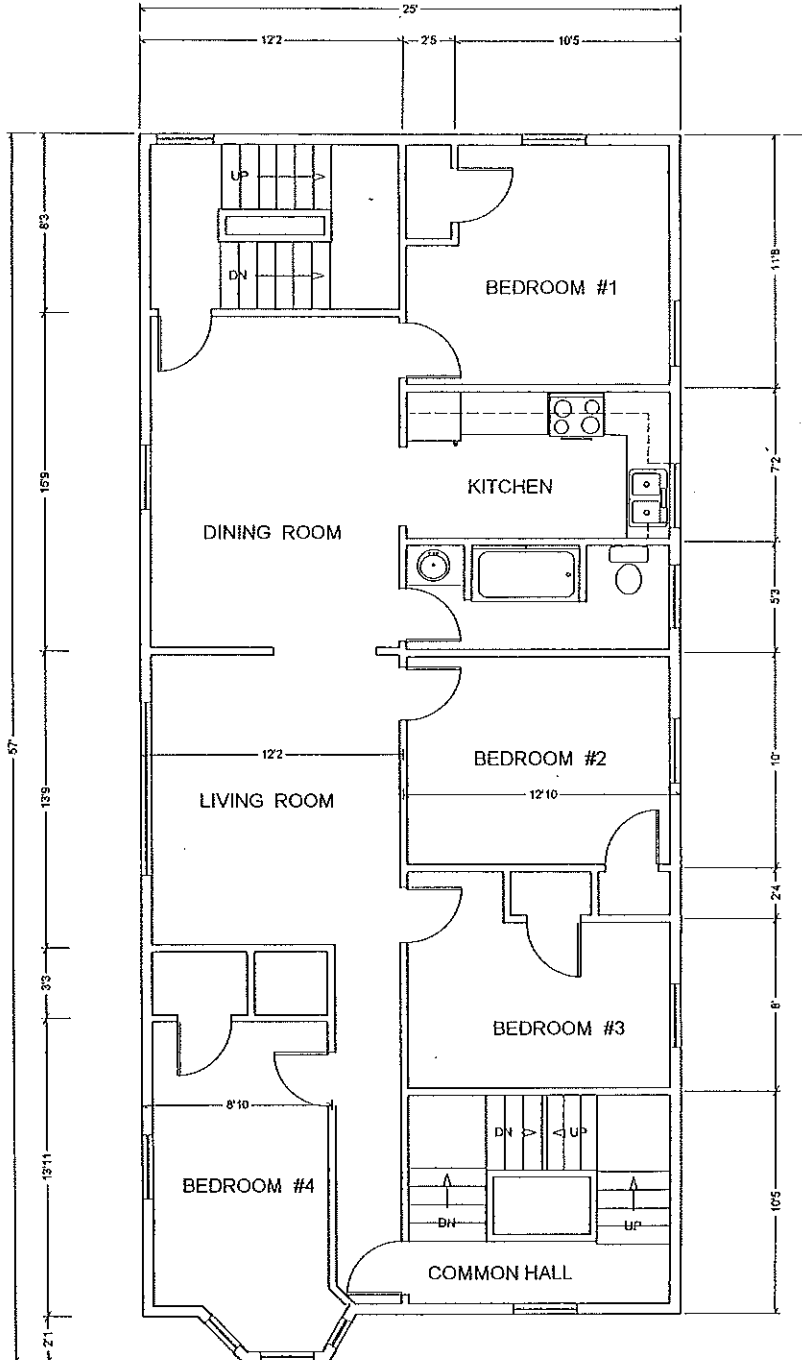 25'
12'2
2'5
10'5
8'3
UP
DN
BEDROOM #1
11'8
15'9
KITCHEN
7'2
DINING ROOM
5'3
57'
12'2
BEDROOM #2
12'10
10'
LIVING ROOM
13'9
2'4
3'3
BEDROOM #3
8'
8'10
DN
UP
13'11
BEDROOM #4
DN
UP
10'5
COMMON HALL
2'1